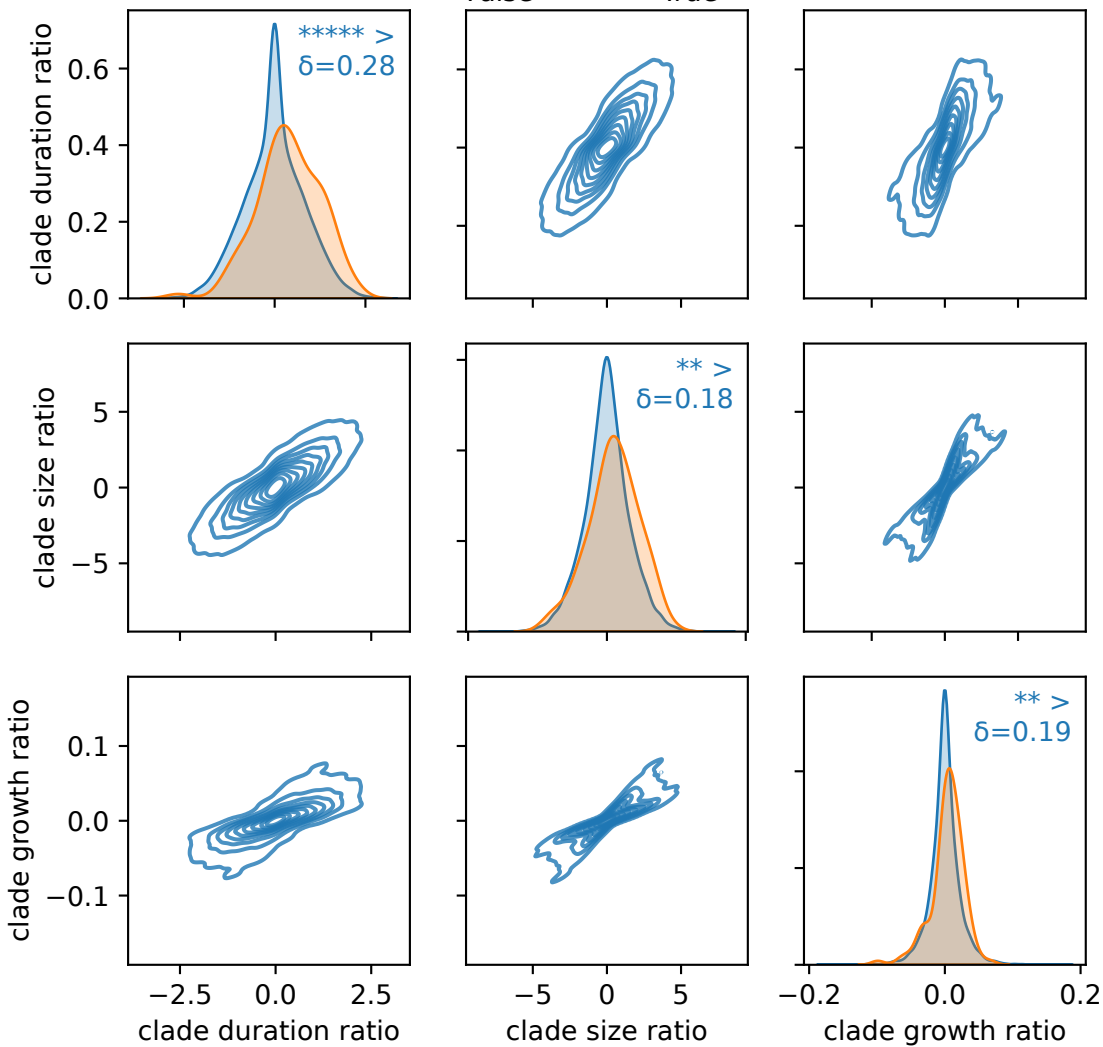 clade duration ratio
0.6
0.4
0.2
0.0
***** >
δ=0.28
clade size ratio
5
0
−5
** >
δ=0.18
clade growth ratio
0.1
0.0
−0.1
** >
δ=0.19
−2.5 0.0 2.5
−5 0 5
−0.2 0.0 0.2
clade duration ratio
clade size ratio
clade growth ratio